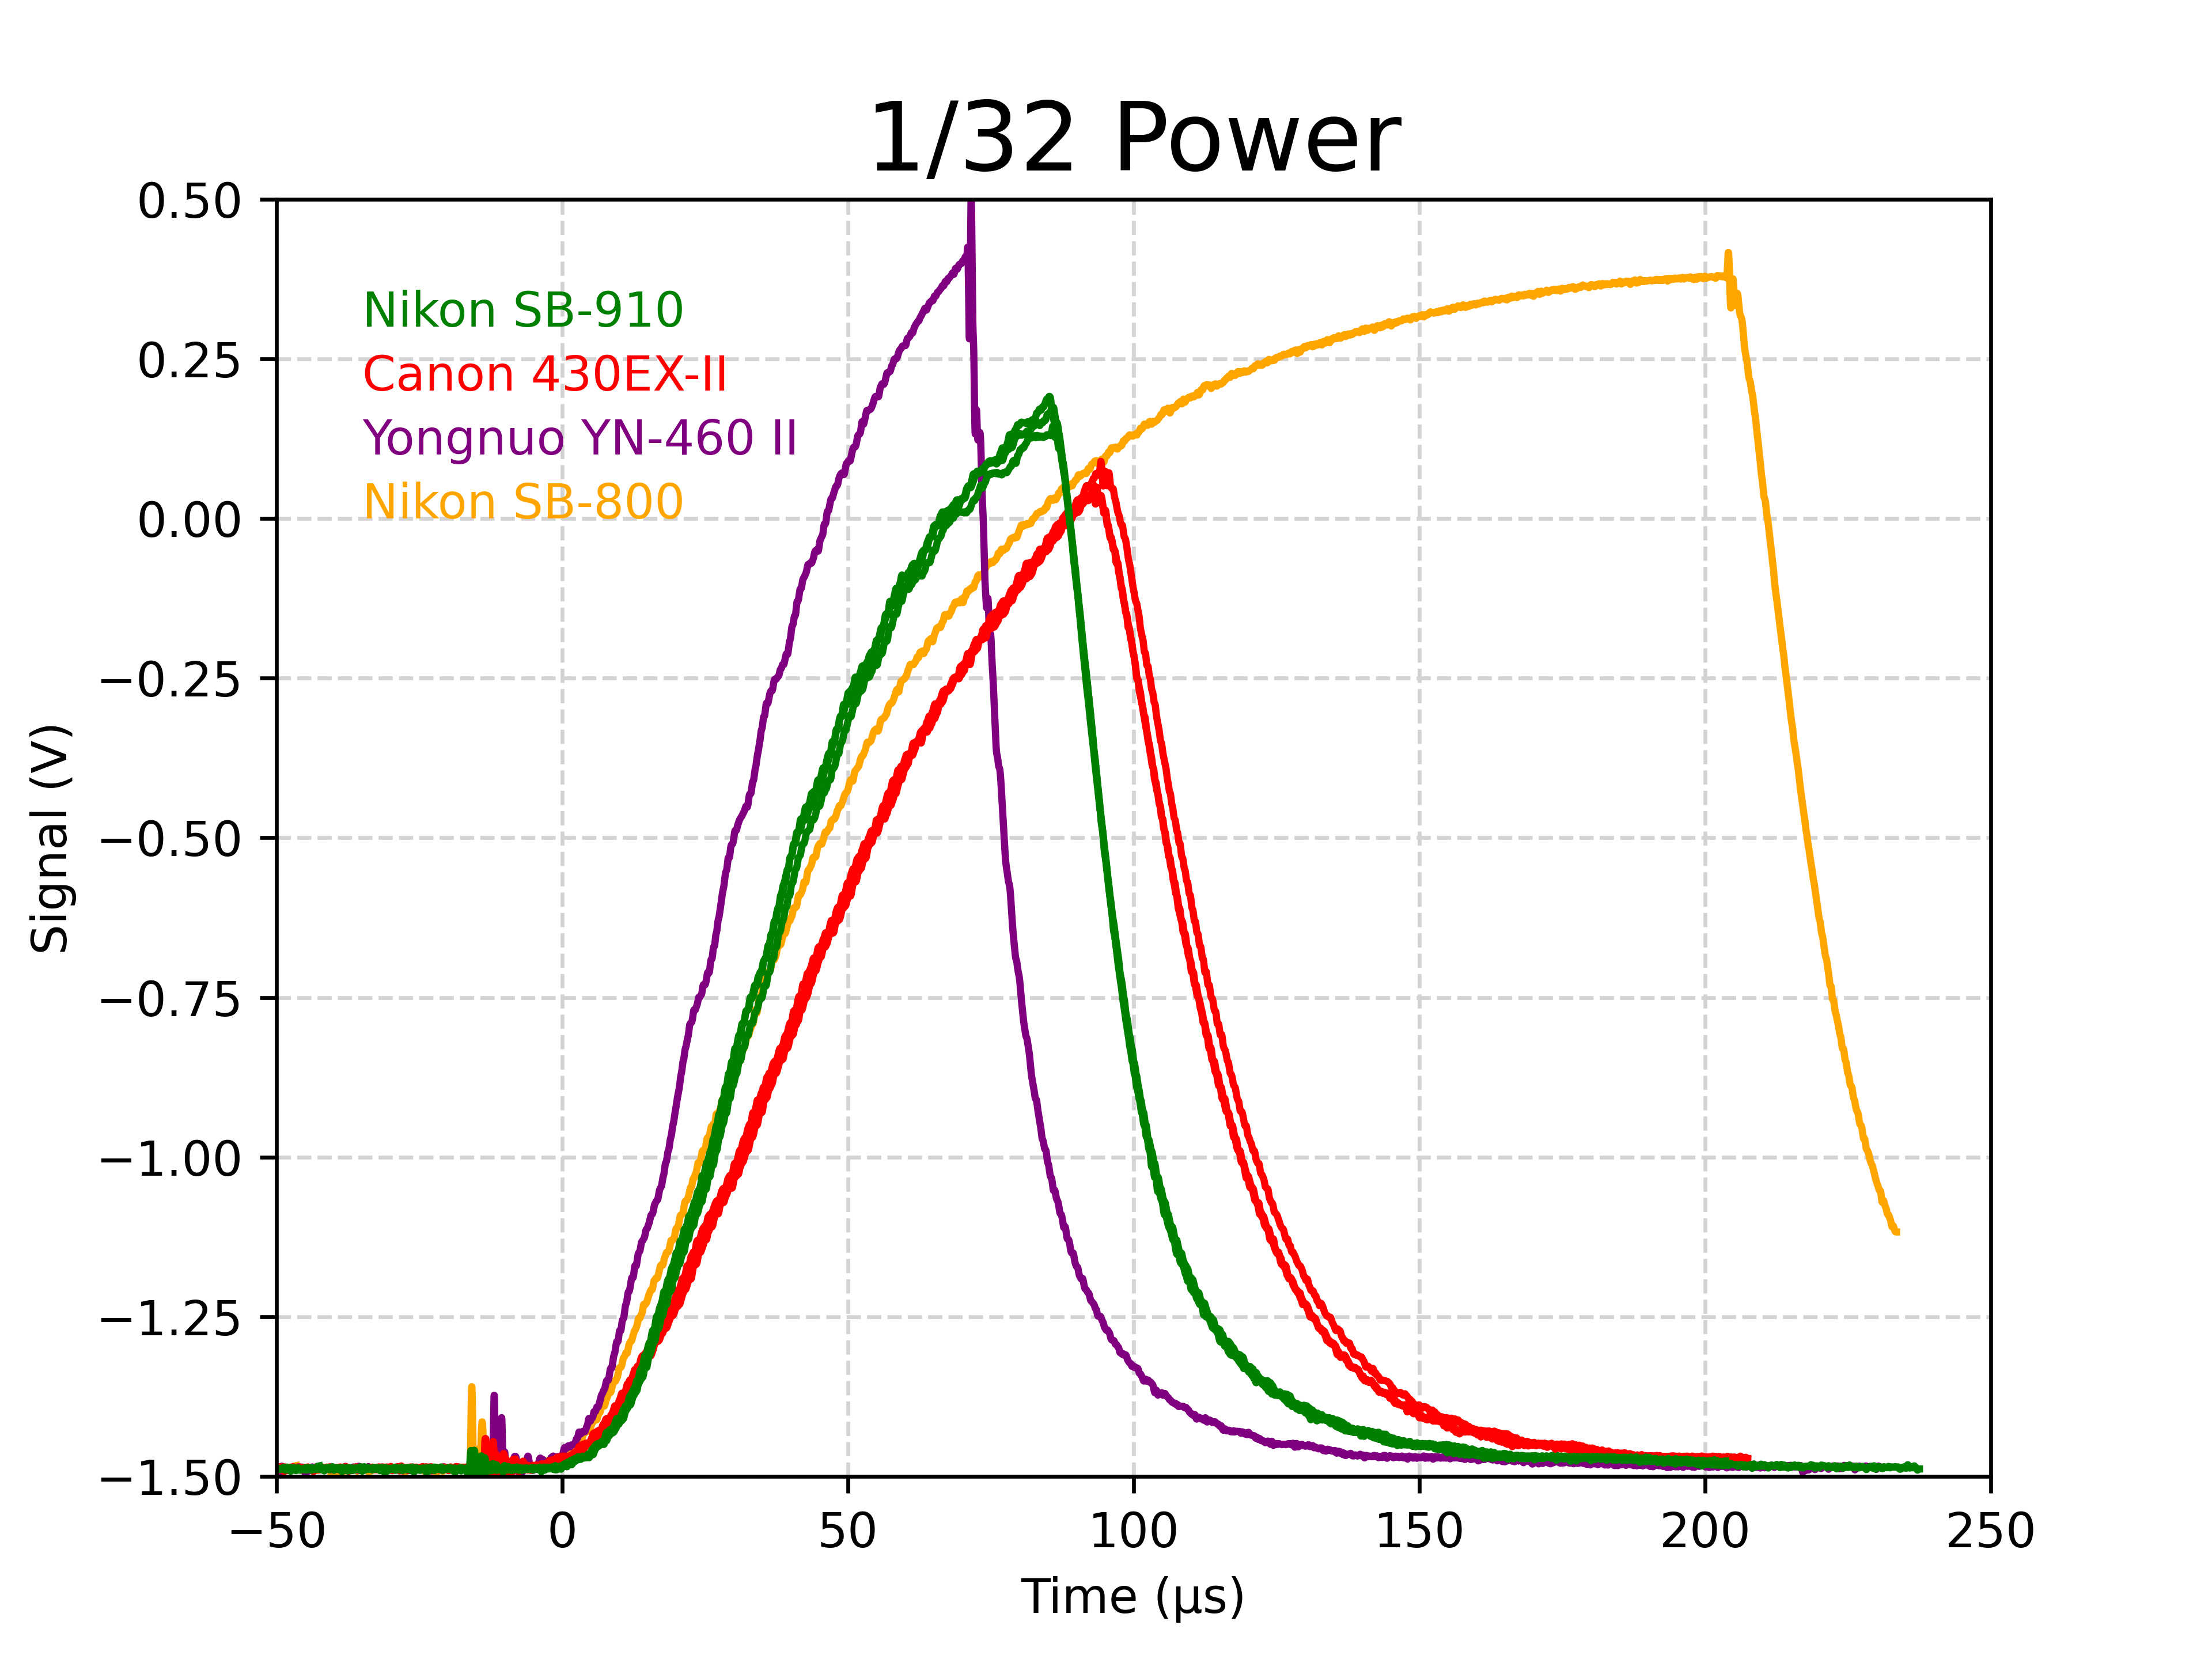 1/32 Power
0.50
0.25
0.00
−0.25
−0.50
−0.75
−1.00
−1.25
−1.50
Signal (V)
Nikon SB-910
Canon 430EX-II
Yongnuo YN-460 II
Nikon SB-800
−50 0 50 100 150 200 250
Time (µs)